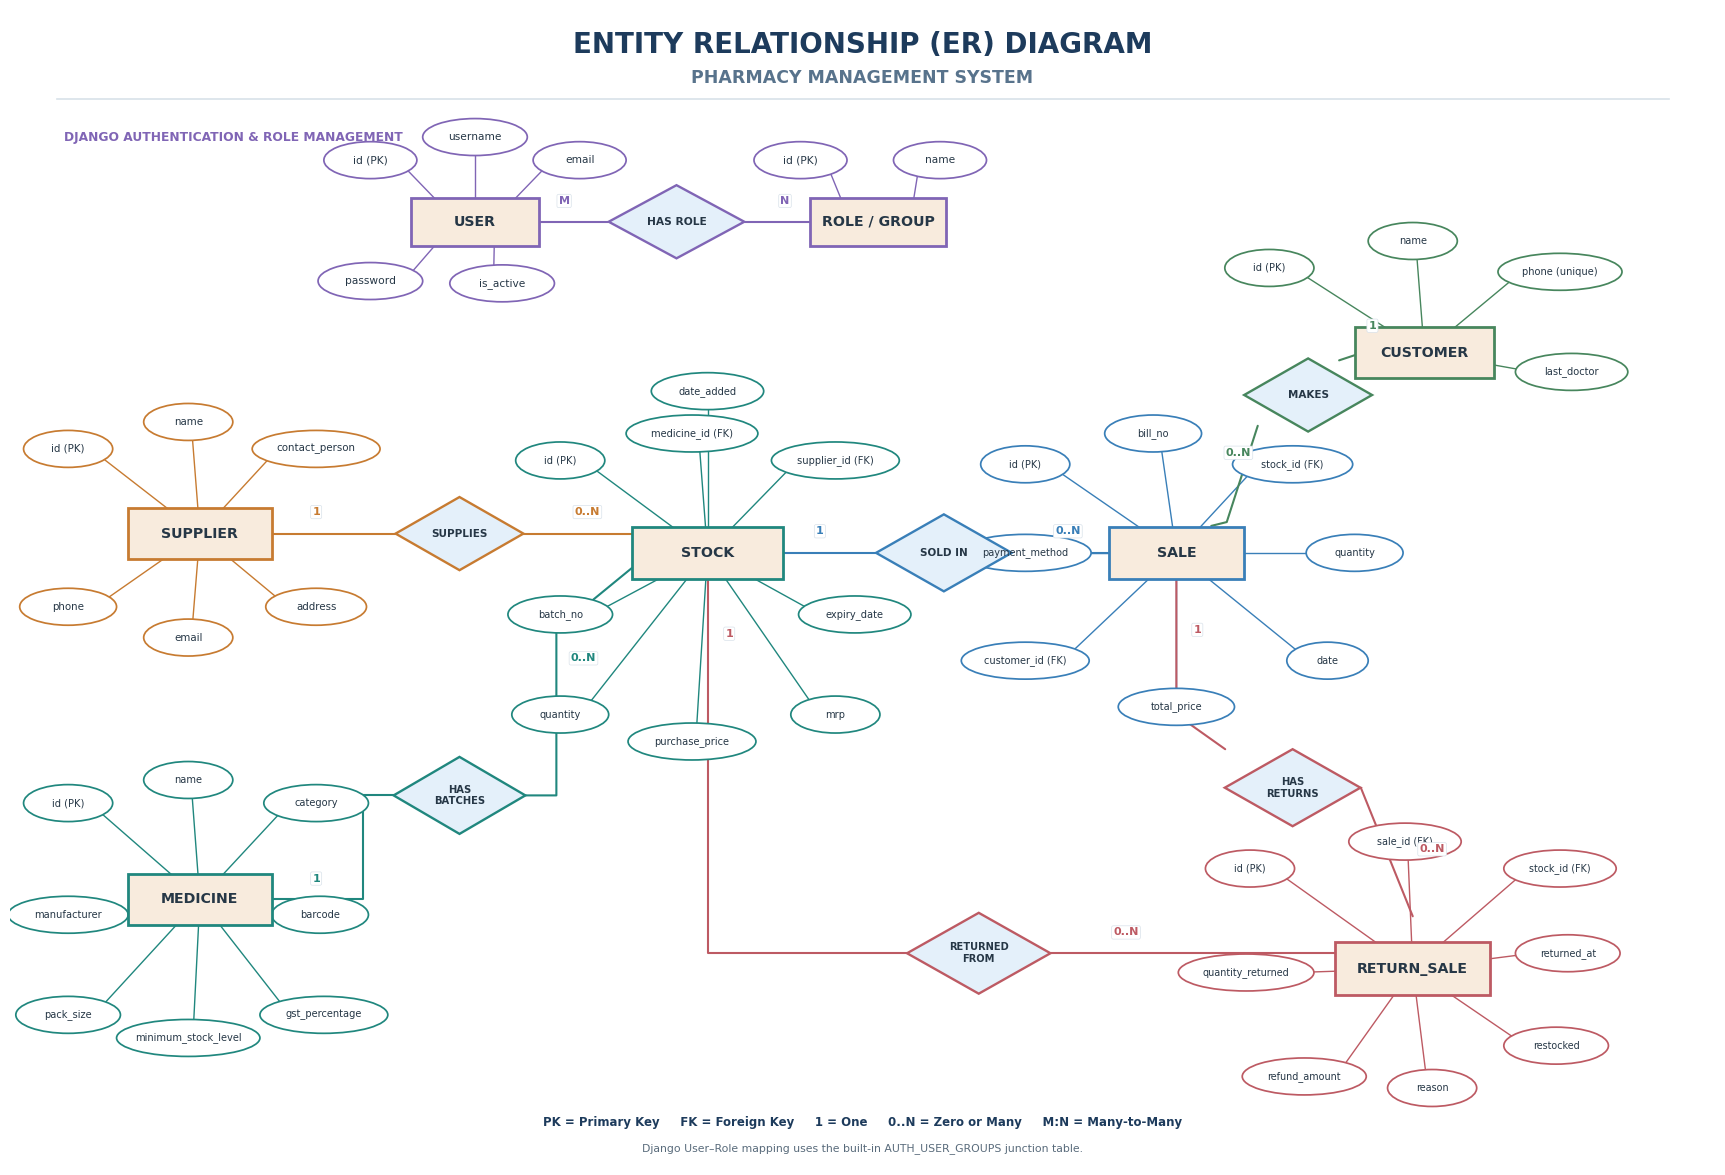 ENTITY RELATIONSHIP (ER) DIAGRAM
PHARMACY MANAGEMENT SYSTEM
DJANGO AUTHENTICATION & ROLE MANAGEMENT
username
id (PK)
email
id (PK)
name
M
N
USER
HAS ROLE
ROLE / GROUP
password
is_active
name
id (PK)
phone (unique)
1
CUSTOMER
last_doctor
MAKES
0..N
date_added
medicine_id (FK)
id (PK)
supplier_id (FK)
name
id (PK)
contact_person
1
0..N
SUPPLIER
SUPPLIES
STOCK
phone
address
email
bill_no
id (PK)
stock_id (FK)
1
0..N
SOLD IN
payment_method
SALE
quantity
batch_no
expiry_date
1
0..N
1
customer_id (FK)
date
quantity
mrp
purchase_price
total_price
name
id (PK)
category
HAS
BATCHES
HAS
RETURNS
sale_id (FK)
0..N
id (PK)
stock_id (FK)
1
MEDICINE
manufacturer
barcode
0..N
RETURNED
FROM
returned_at
quantity_returned
RETURN_SALE
pack_size
gst_percentage
minimum_stock_level
restocked
refund_amount
reason
PK = Primary Key FK = Foreign Key 1 = One 0..N = Zero or Many M:N = Many-to-Many
Django User–Role mapping uses the built-in AUTH_USER_GROUPS junction table.